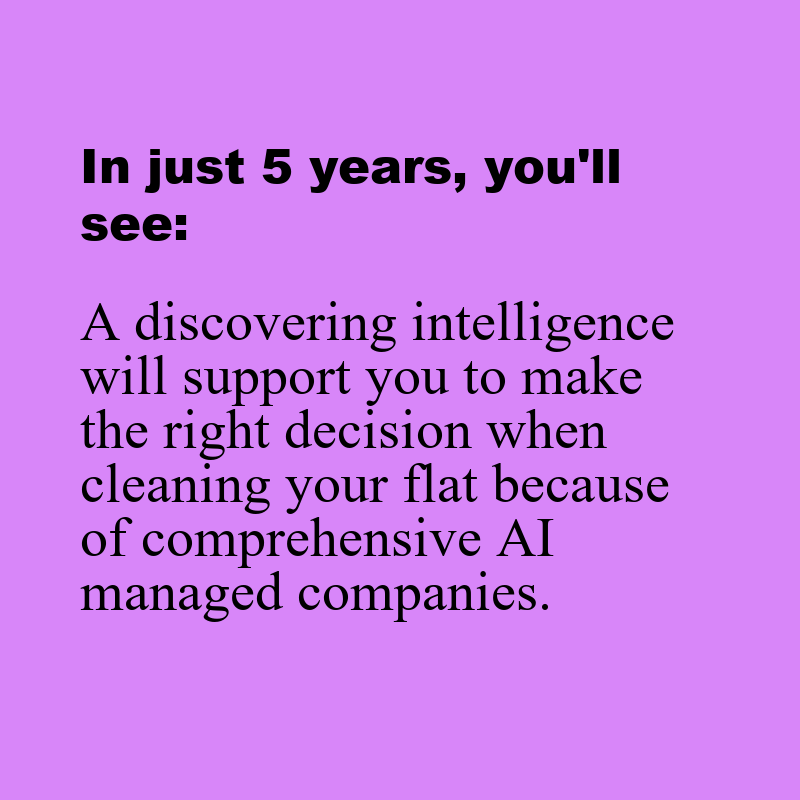 In just 5 years, you'll
see:
A discovering intelligence
will support you to make
the right decision when
cleaning your flat because
of comprehensive AI
managed companies.